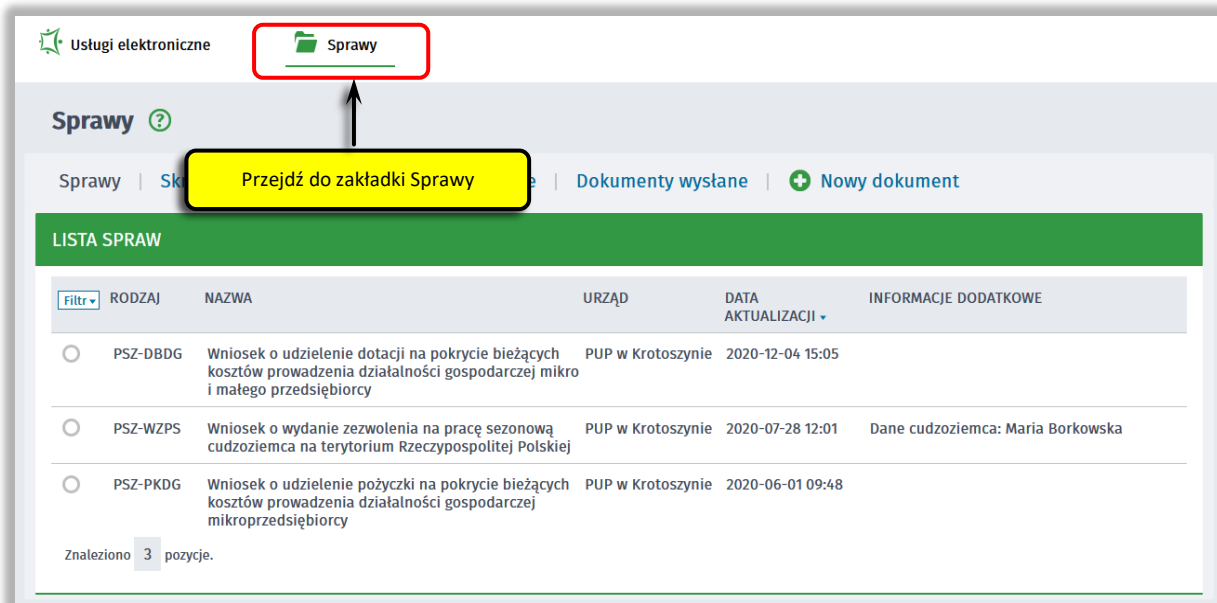 Usługi elektroniczne Sprawy
Sprawy ?
Sprawy | Przejdź do zakładki Sprawy | Dokumenty wysłane | Nowy dokument
LISTA SPRAW
Filtr RODZAJ NAZWA URZĄD DATA INFORMACJE DODATKOWE
AKTUALIZACJI
PSZ-DBDG Wniosek o udzielenie dotacji na pokrycie bieżących PUP w Krotoszynie 2020-12-04 15:05
kosztów prowadzenia działalności gospodarczej mikro
i małego przedsiębiorcy
PSZ-WZPS Wniosek o wydanie zezwolenia na pracę sezonową PUP w Krotoszynie 2020-07-28 12:01 Dane cudzoziemca: Maria Borkowska
cudzoziemca na terytorium Rzeczypospolitej Polskiej
PSZ-PKDG Wniosek o udzielenie pożyczki na pokrycie bieżących PUP w Krotoszynie 2020-06-01 09:48
kosztów prowadzenia działalności gospodarczej
mikroprzedsiębiorcy
Znaleziono 3 pozycje.